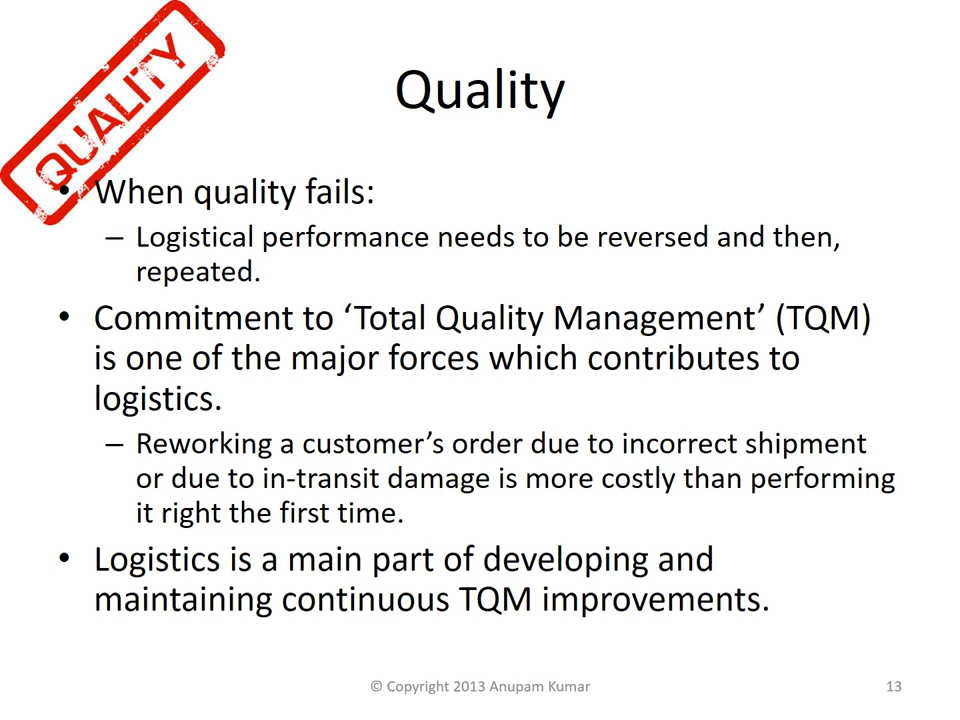 QUALITY
Quality
• When quality fails:
– Logistical performance needs to be reversed and then,
repeated.
• Commitment to ‘Total Quality Management’ (TQM)
is one of the major forces which contributes to
logistics.
– Reworking a customer’s order due to incorrect shipment
or due to in-transit damage is more costly than performing
it right the first time.
• Logistics is a main part of developing and
maintaining continuous TQM improvements.
© Copyright 2013 Anupam Kumar
13